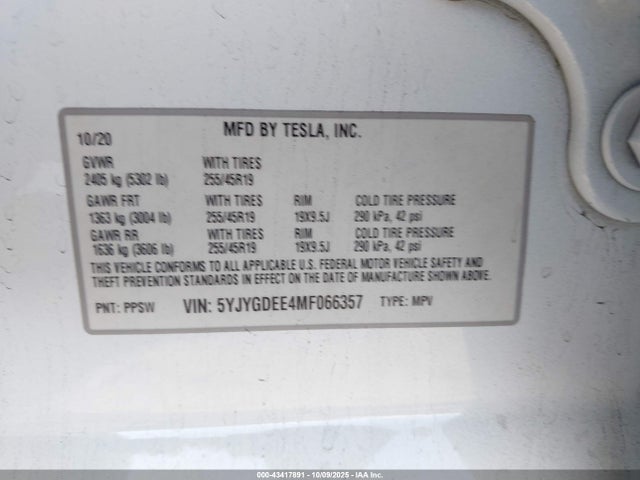 10/20 MFD BY TESLA, INC.
GVWR WITH TIRES
2405 kg (5302 lb) 255/45R19
GAWR FRT WITH TIRES RIM COLD TIRE PRESSURE
1363 kg (3004 lb) 255/45R19 19X9.5J 290 kPa, 42 psi
GAWR RR WITH TIRES RIM COLD TIRE PRESSURE
1636 kg (3606 lb) 255/45R19 19X9.5J 290 kPa, 42 psi
THIS VEHICLE CONFORMS TO ALL APPLICABLE U.S. FEDERAL MOTOR VEHICLE SAFETY AND
THEFT PREVENTION STANDARDS IN EFFECT ON THE DATE OF MANUFACTURE SHOWN ABOVE.
PNT: PPSW VIN: 5YJYGDEE4MF066357 TYPE: MPV
000-43417891 | 10/09/2025 | IAA Inc.